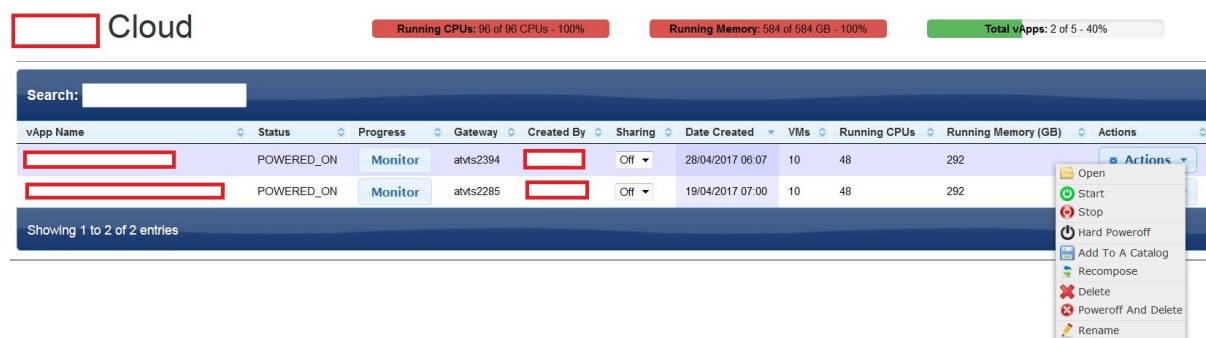 Cloud
Running CPUs: 96 of 96 CPUs - 100%
Running Memory: 584 of 584 GB - 100%
Total vApps: 2 of 5 - 40%
Search:
vApp Name Status Progress Gateway Created By Sharing Date Created VMs Running CPUs Running Memory (GB) Actions
POWERED_ON Monitor atvts2394 Off 28/04/2017 06:07 10 48 292 Actions
POWERED_ON Monitor atvts2285 Off 19/04/2017 07:00 10 48 292
Showing 1 to 2 of 2 entries
Open
Start
Stop
Hard Poweroff
Add To A Catalog
Recompose
Delete
Poweroff And Delete
Rename